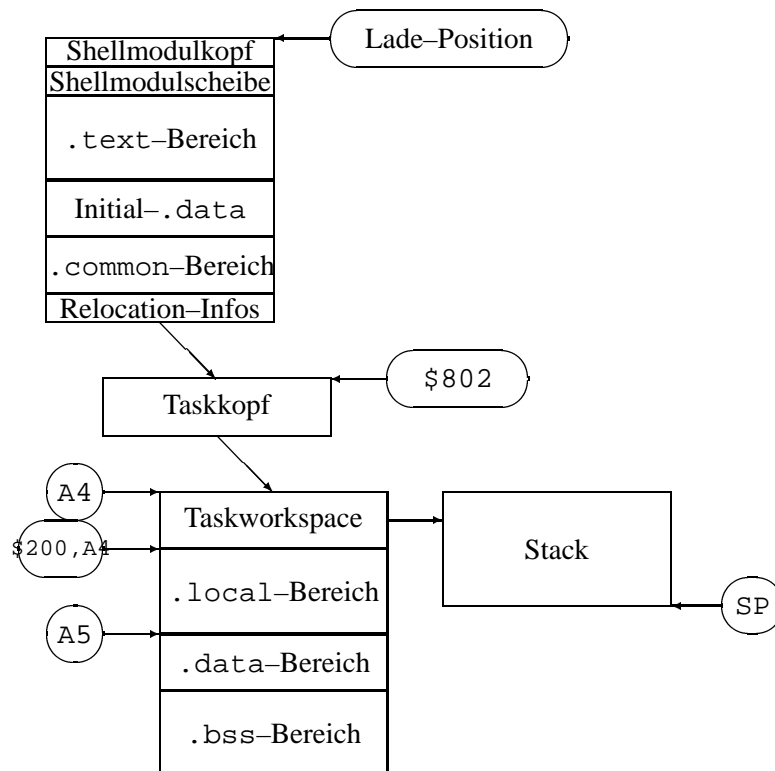 Shellmodulkopf
Lade–Position
Shellmodulscheibe
.text–Bereich
Initial–.data
.common–Bereich
Relocation–Infos
$802
Taskkopf
A4
Taskworkspace
$200,A4
Stack
.local–Bereich
A5
SP
.data–Bereich
.bss–Bereich